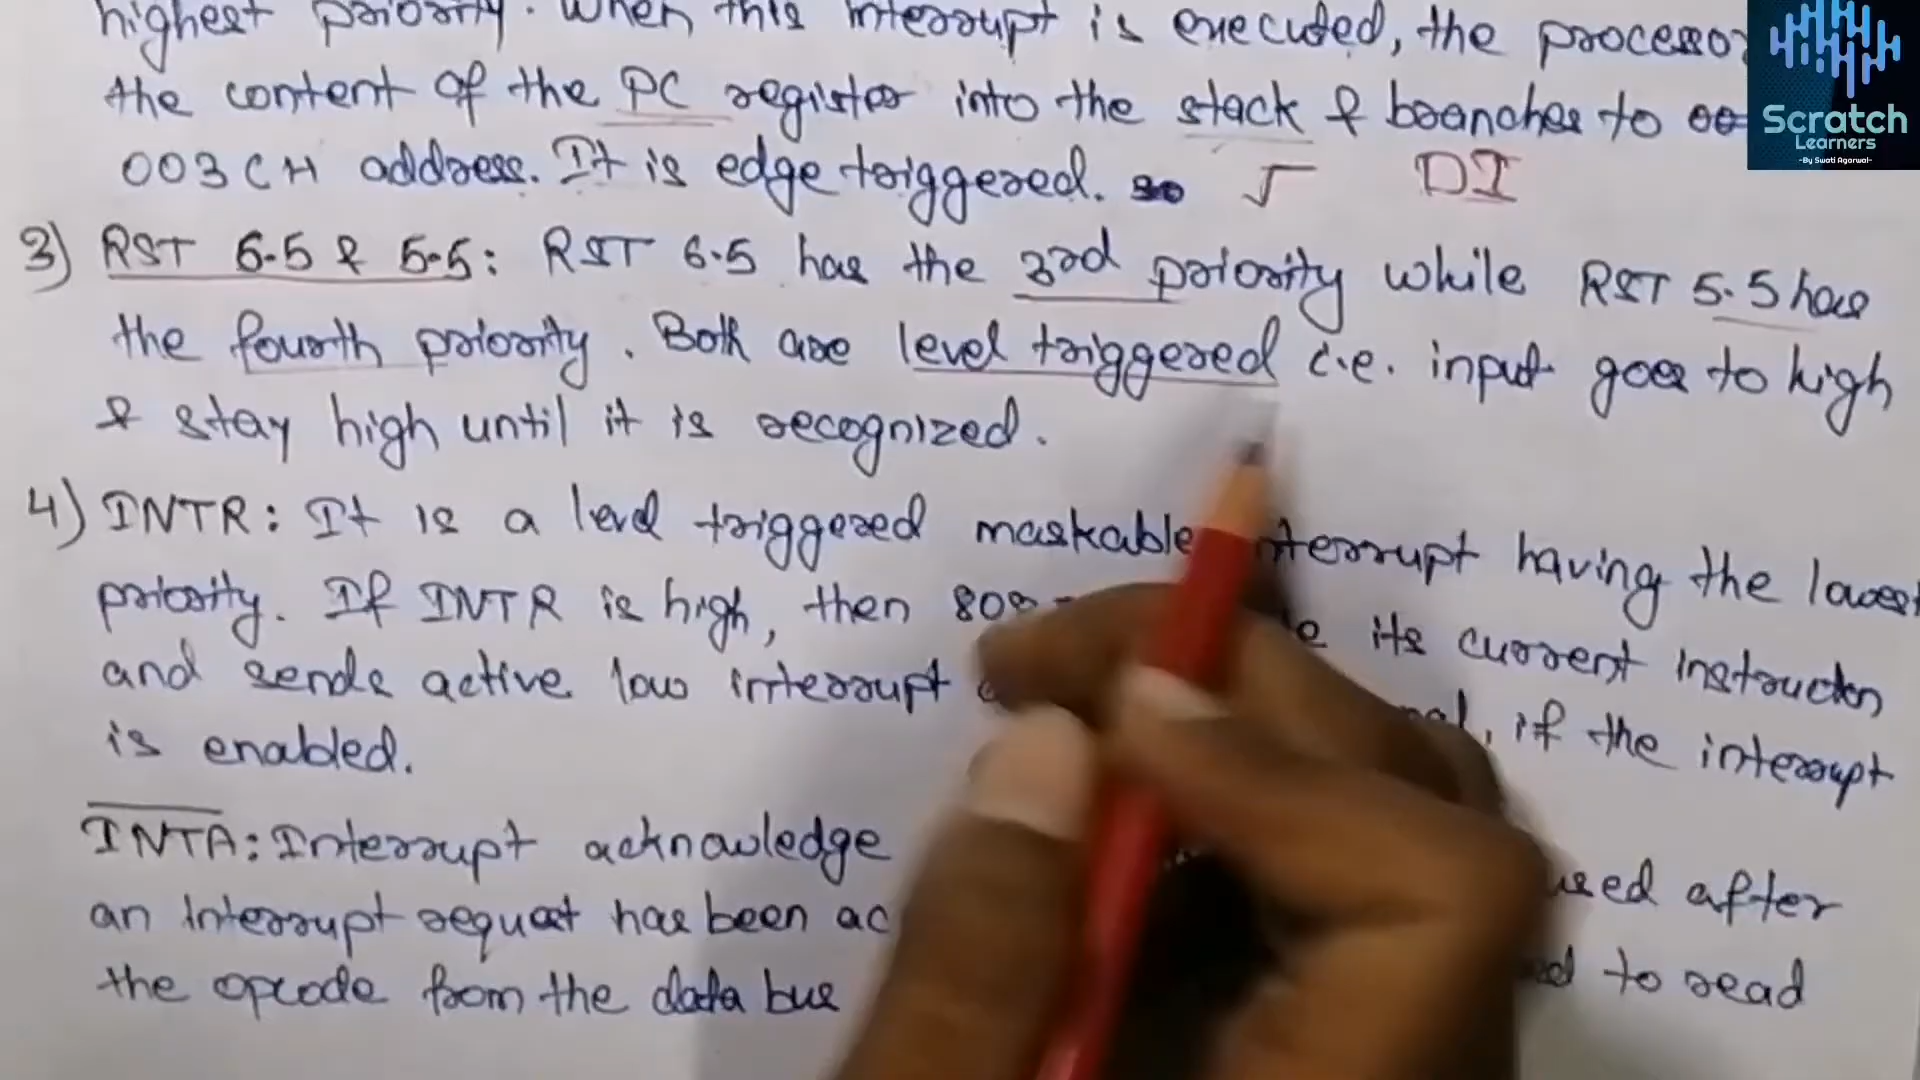 highest priority. When this interrupt is executed, the processor
the content of the PC register into the stack & branches to
003CH address. It is edge triggered. DI
3) RST 6.5 & 5.5: RST 6.5 has the 3rd priority while RST 5.5 has
the fourth priority. Both are level triggered i.e. input goes to high
& stay high until it is recognized.
4) INTR: It is a level triggered maskable interrupt having the lowest
priority. If INTR is high, then its current instructon
and sends active low interrupt if the interrupt
is enabled.
INTA: Interrupt acknowledge used after
an interrupt request has been to read
the opcode from the data bus
Scratch
Learners
-By Swati Agarwal-